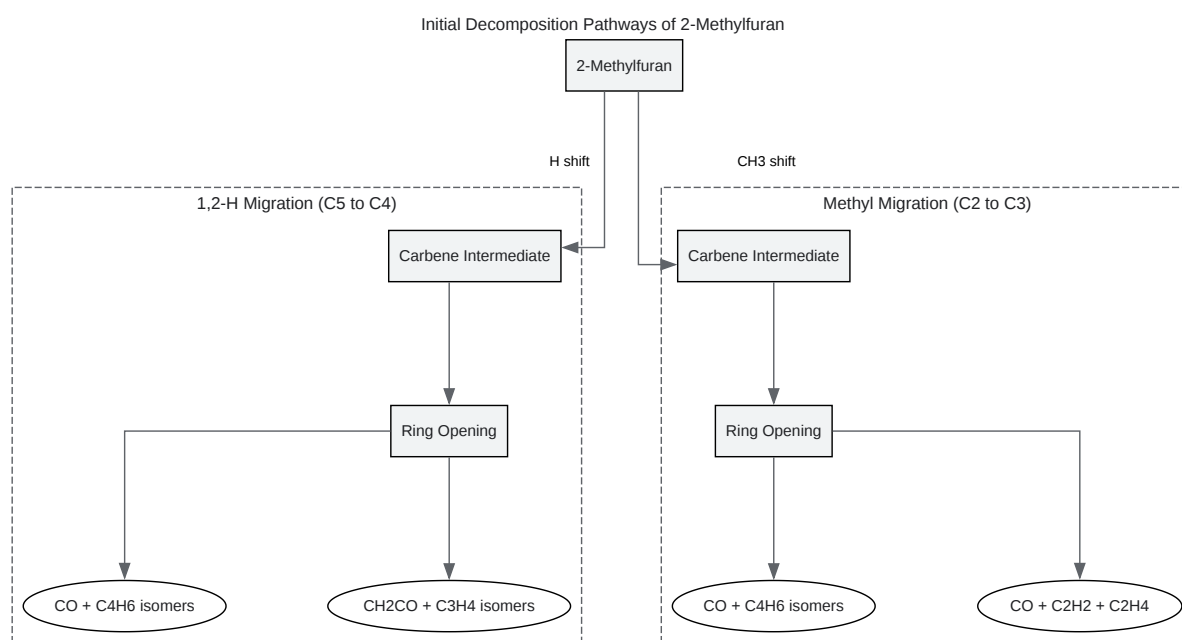 Initial Decomposition Pathways of 2-Methylfuran
2-Methylfuran
H shift
CH3 shift
1,2-H Migration (C5 to C4)
Methyl Migration (C2 to C3)
Carbene Intermediate
Carbene Intermediate
Ring Opening
Ring Opening
CO + C4H6 isomers
CH2CO + C3H4 isomers
CO + C4H6 isomers
CO + C2H2 + C2H4